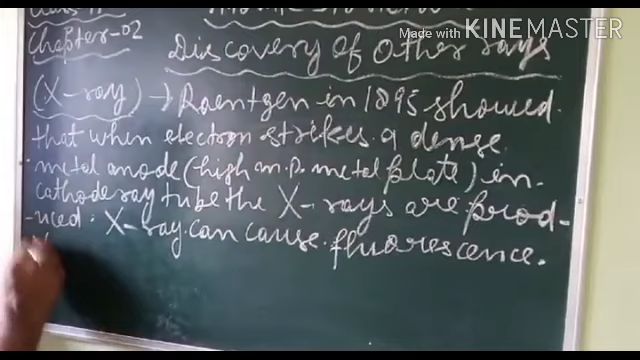 Made with KINEMASTER
Class 11
Chapter-02
Discovery of other rays
(X-ray) → Roentgen in 1895 showed
that when electron strikes a dense
metal anode (high m.p. metal plate) in
cathode ray tube the X-rays are prod-
-uced. X-ray can cause fluorescence.